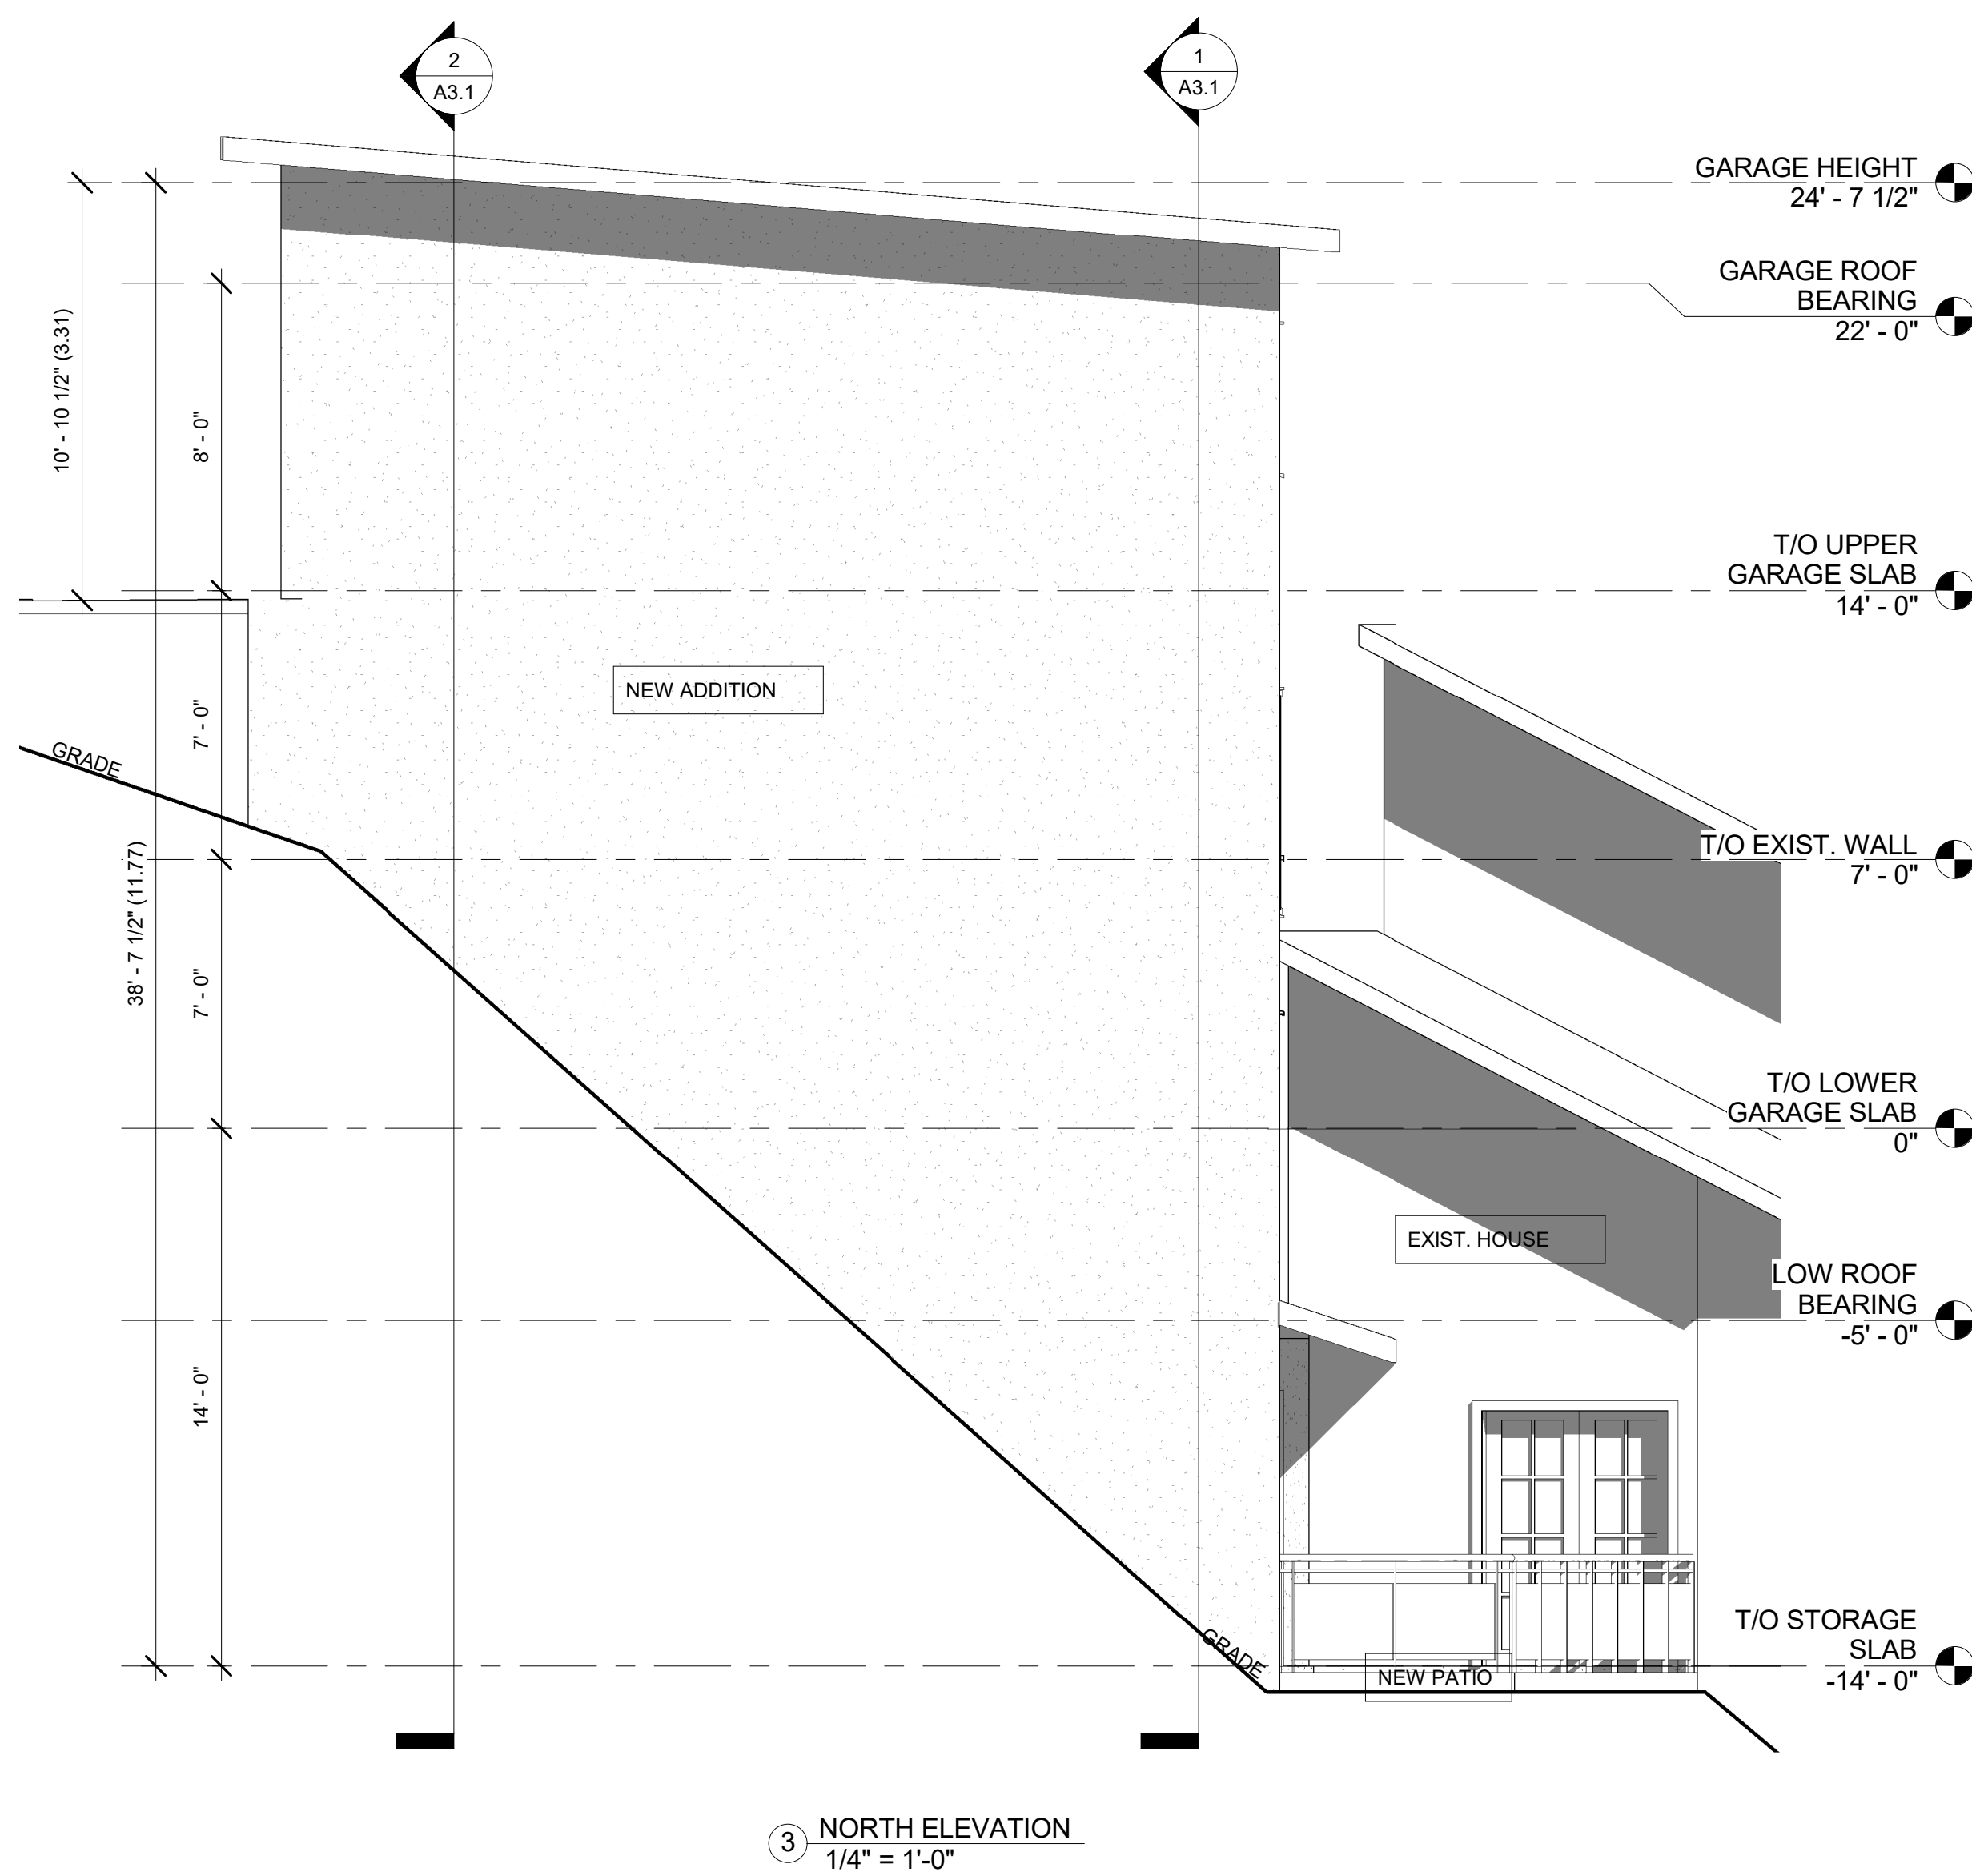 2
A3.1
1
A3.1
GARAGE HEIGHT
24' - 7 1/2"
GARAGE ROOF
BEARING
22' - 0"
10' - 10 1/2" (3.31)
8' - 0"
T/O UPPER
GARAGE SLAB
14' - 0"
NEW ADDITION
7' - 0"
GRADE
T/O EXIST. WALL
7' - 0"
38' - 7 1/2" (11.77)
7' - 0"
T/O LOWER
GARAGE SLAB
0"
EXIST. HOUSE
LOW ROOF
BEARING
-5' - 0"
14' - 0"
T/O STORAGE
SLAB
-14' - 0"
GRADE
NEW PATIO
3
NORTH ELEVATION
1/4" = 1'-0"